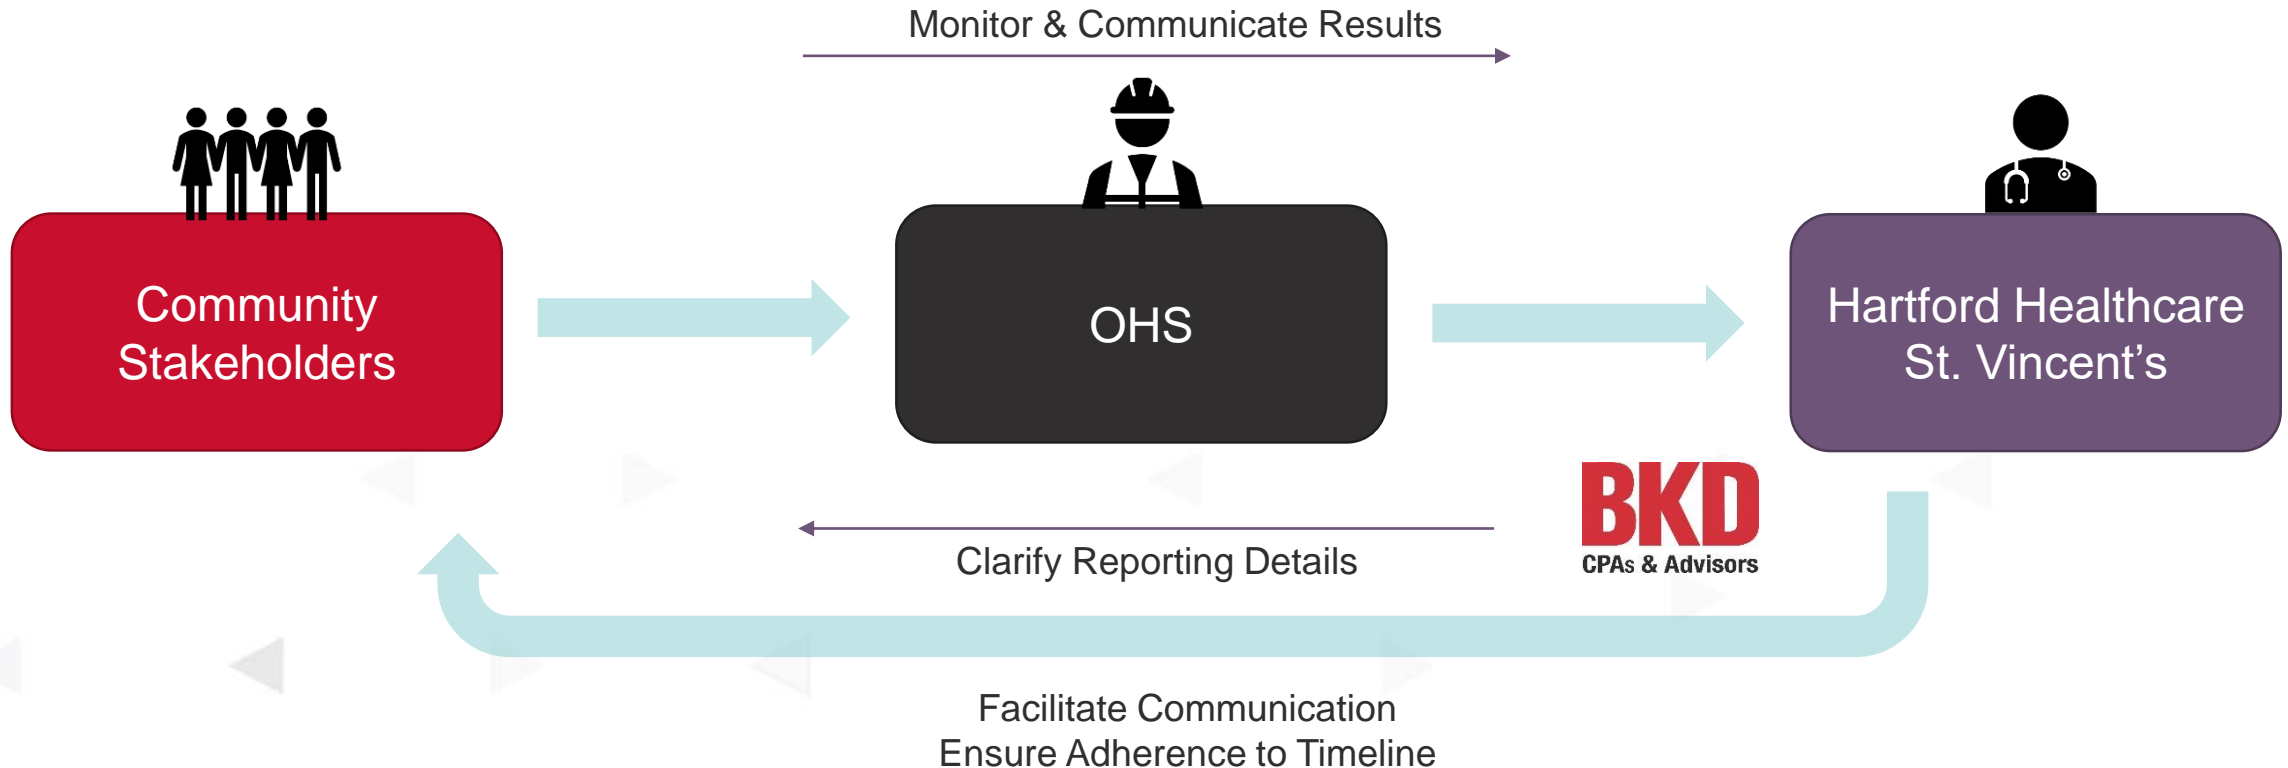 Monitor & Communicate Results
Community
Stakeholders
OHS
Hartford Healthcare
St. Vincent's
BKD
CPAs & Advisors
Clarify Reporting Details
Facilitate Communication
Ensure Adherence to Timeline